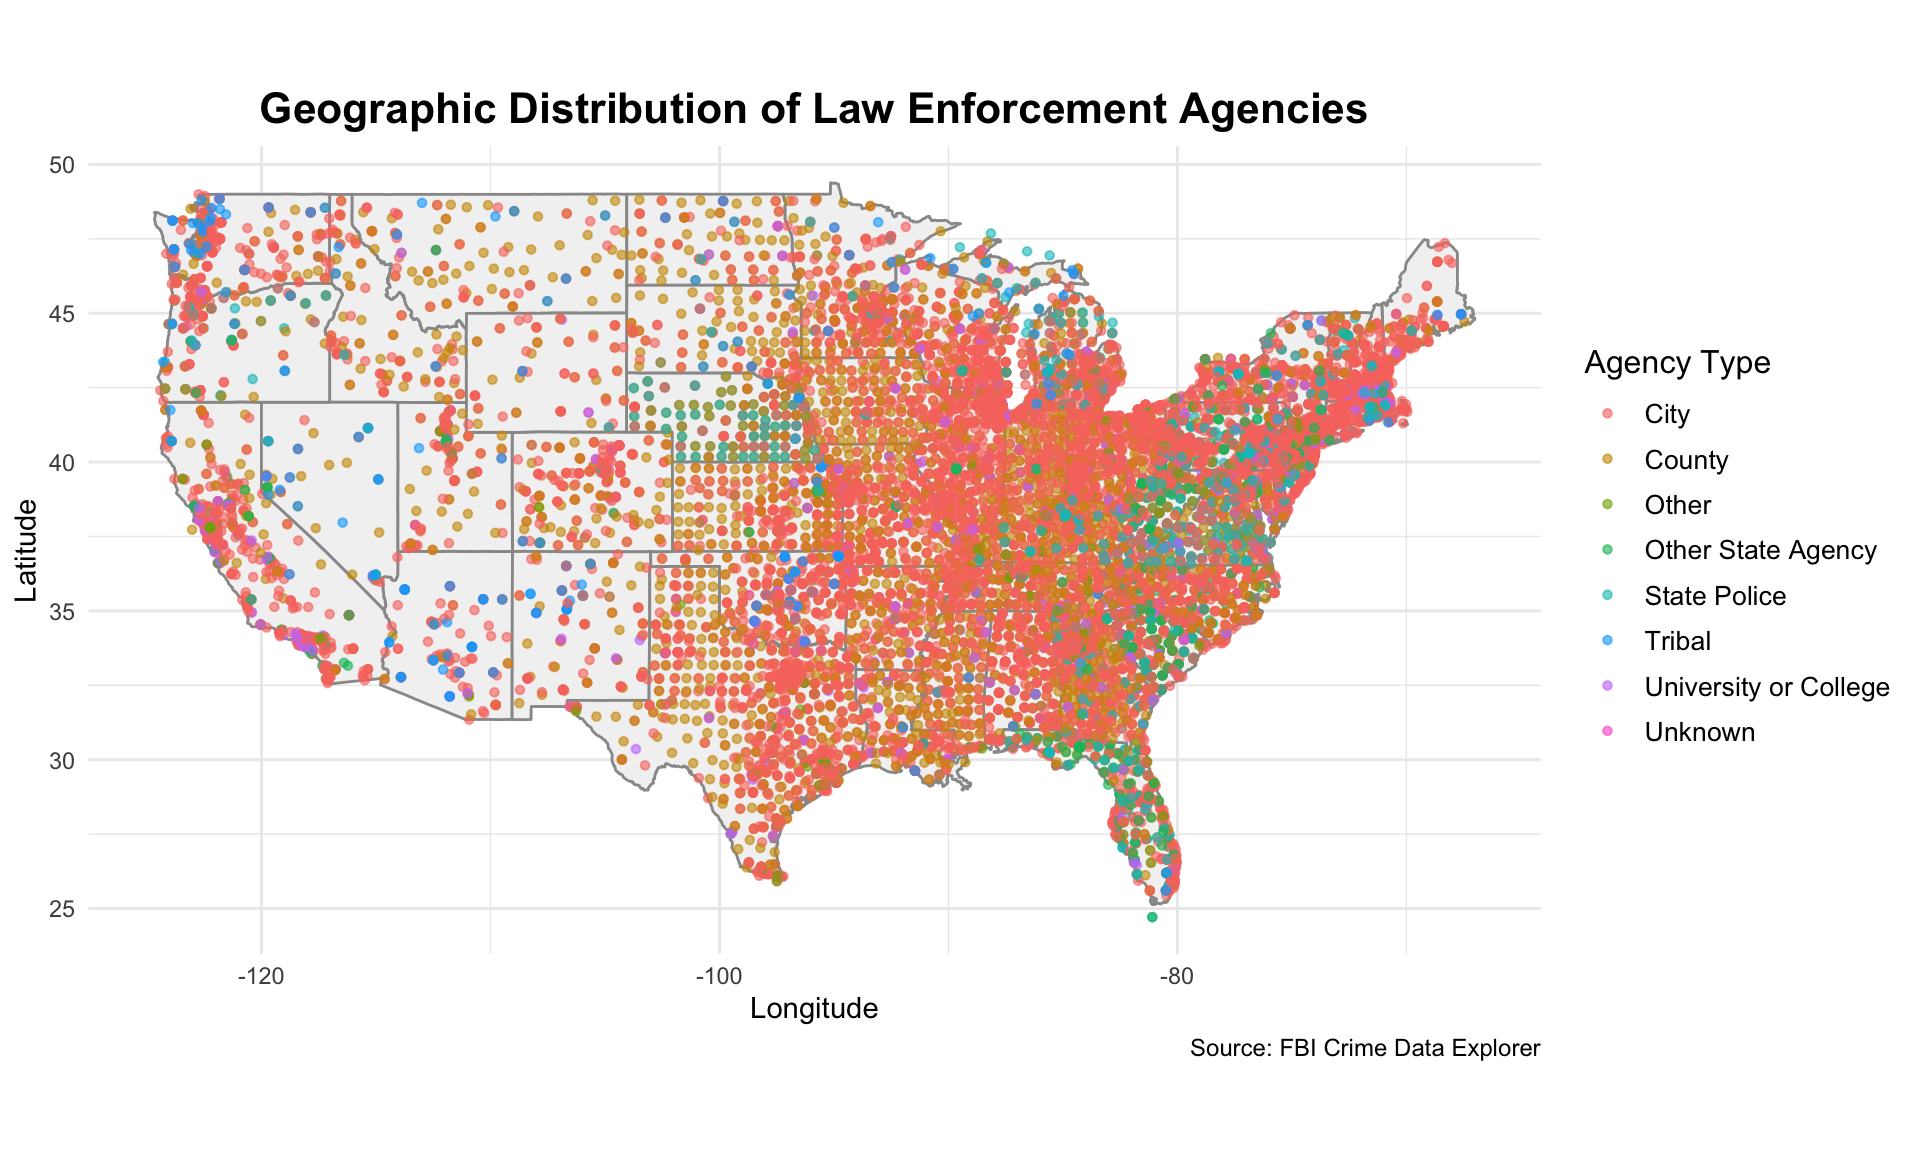 Geographic Distribution of Law Enforcement Agencies
50
45
40
35
30
25
Latitude
-120
-100
-80
Longitude
Agency Type
City
County
Other
Other State Agency
State Police
Tribal
University or College
Unknown
Source: FBI Crime Data Explorer